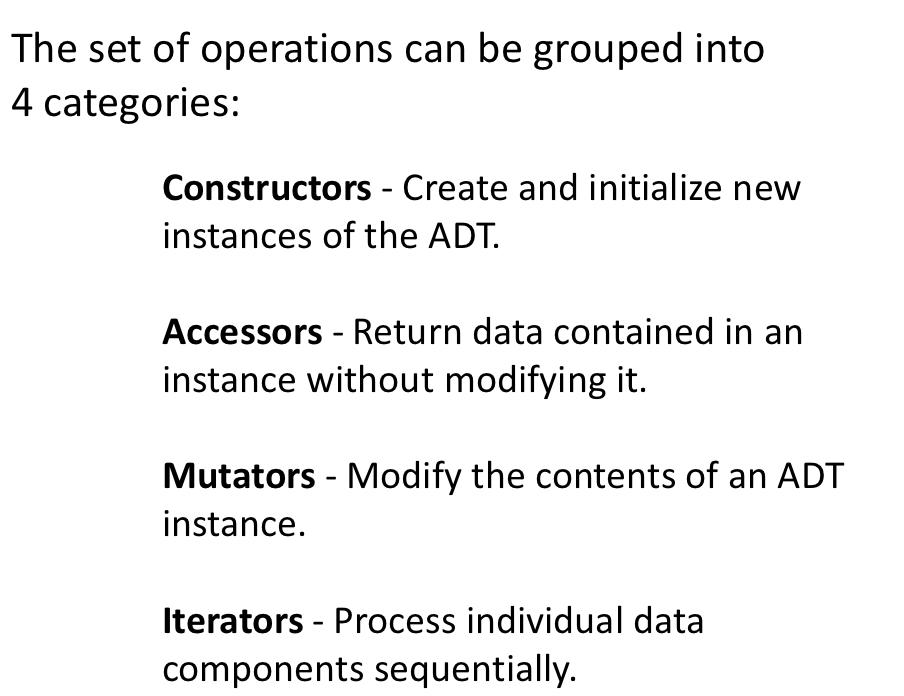 The set of operations can be grouped into
4 categories:
Constructors - Create and initialize new
instances of the ADT.
Accessors - Return data contained in an
instance without modifying it.
Mutators - Modify the contents of an ADT
instance.
Iterators - Process individual data
components sequentially.